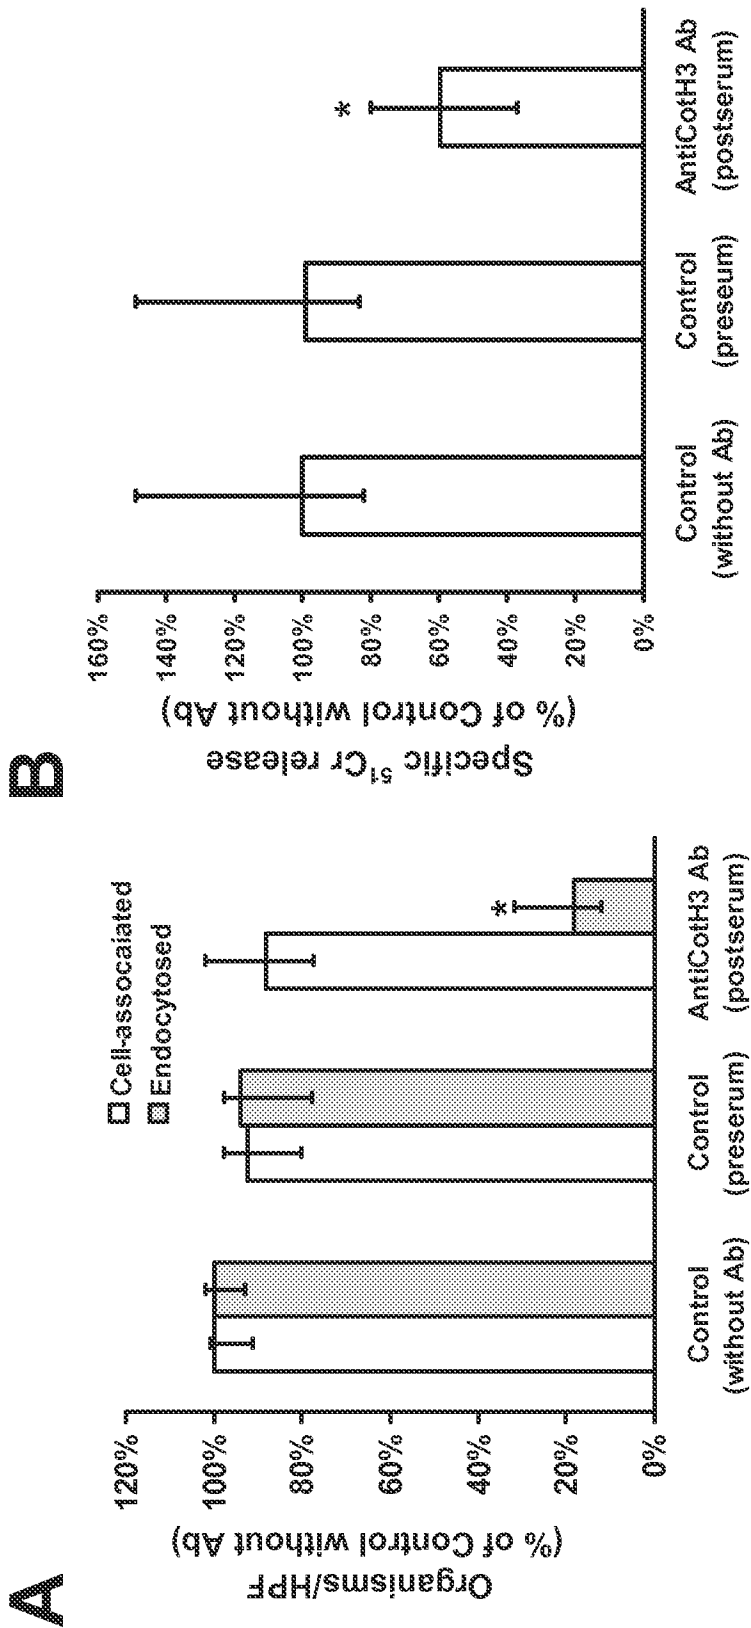 A
Organisms/HPF
(% of Control without Ab)
120%
100%
80%
60%
40%
20%
0%
Cell-assocaiated
Endocytosed
*
Control
(without Ab)
Control
(preserum)
AntiCotH3 Ab
(postserum)
B
Specific ⁵¹Cr release
(% of Control without Ab)
160%
140%
120%
100%
80%
60%
40%
20%
0%
*
Control
(without Ab)
Control
(preseum)
AntiCotH3 Ab
(postserum)